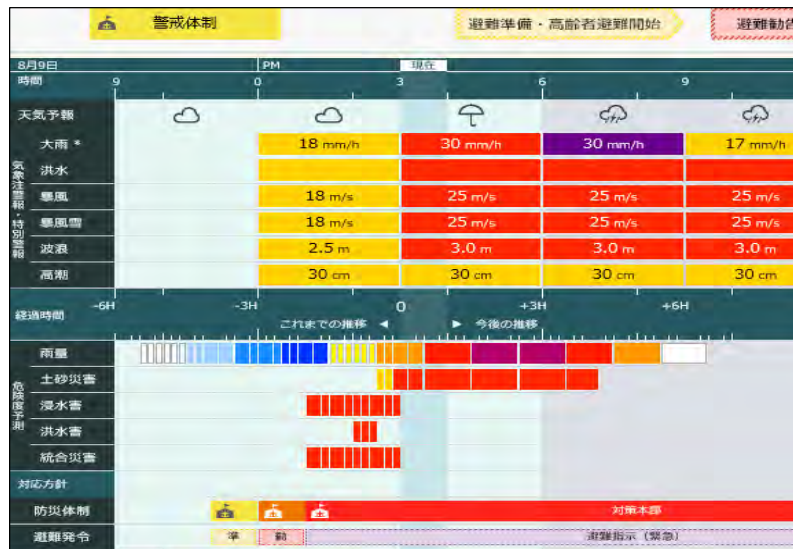 警戒体制 避難準備・高齢者避難開始 避難勧告
8月9日 PM 現在
時間 9 0 3 6 9
天気予報
気象注警報・特別警報
大雨 * 18 mm/h 30 mm/h 30 mm/h 17 mm/h
洪水
暴風 18 m/s 25 m/s 25 m/s 25 m/s
暴風雪 18 m/s 25 m/s 25 m/s 25 m/s
波浪 2.5 m 3.0 m 3.0 m 3.0 m
高潮 30 cm 30 cm 30 cm 30 cm
経過時間 -6H -3H 0 +3H +6H
これまでの推移 ◀ ▶ 今後の推移
危険度予測
雨量
土砂災害
浸水害
洪水害
統合災害
対応方針
防災体制 対策本部
避難発令 準 勧 避難指示（緊急）